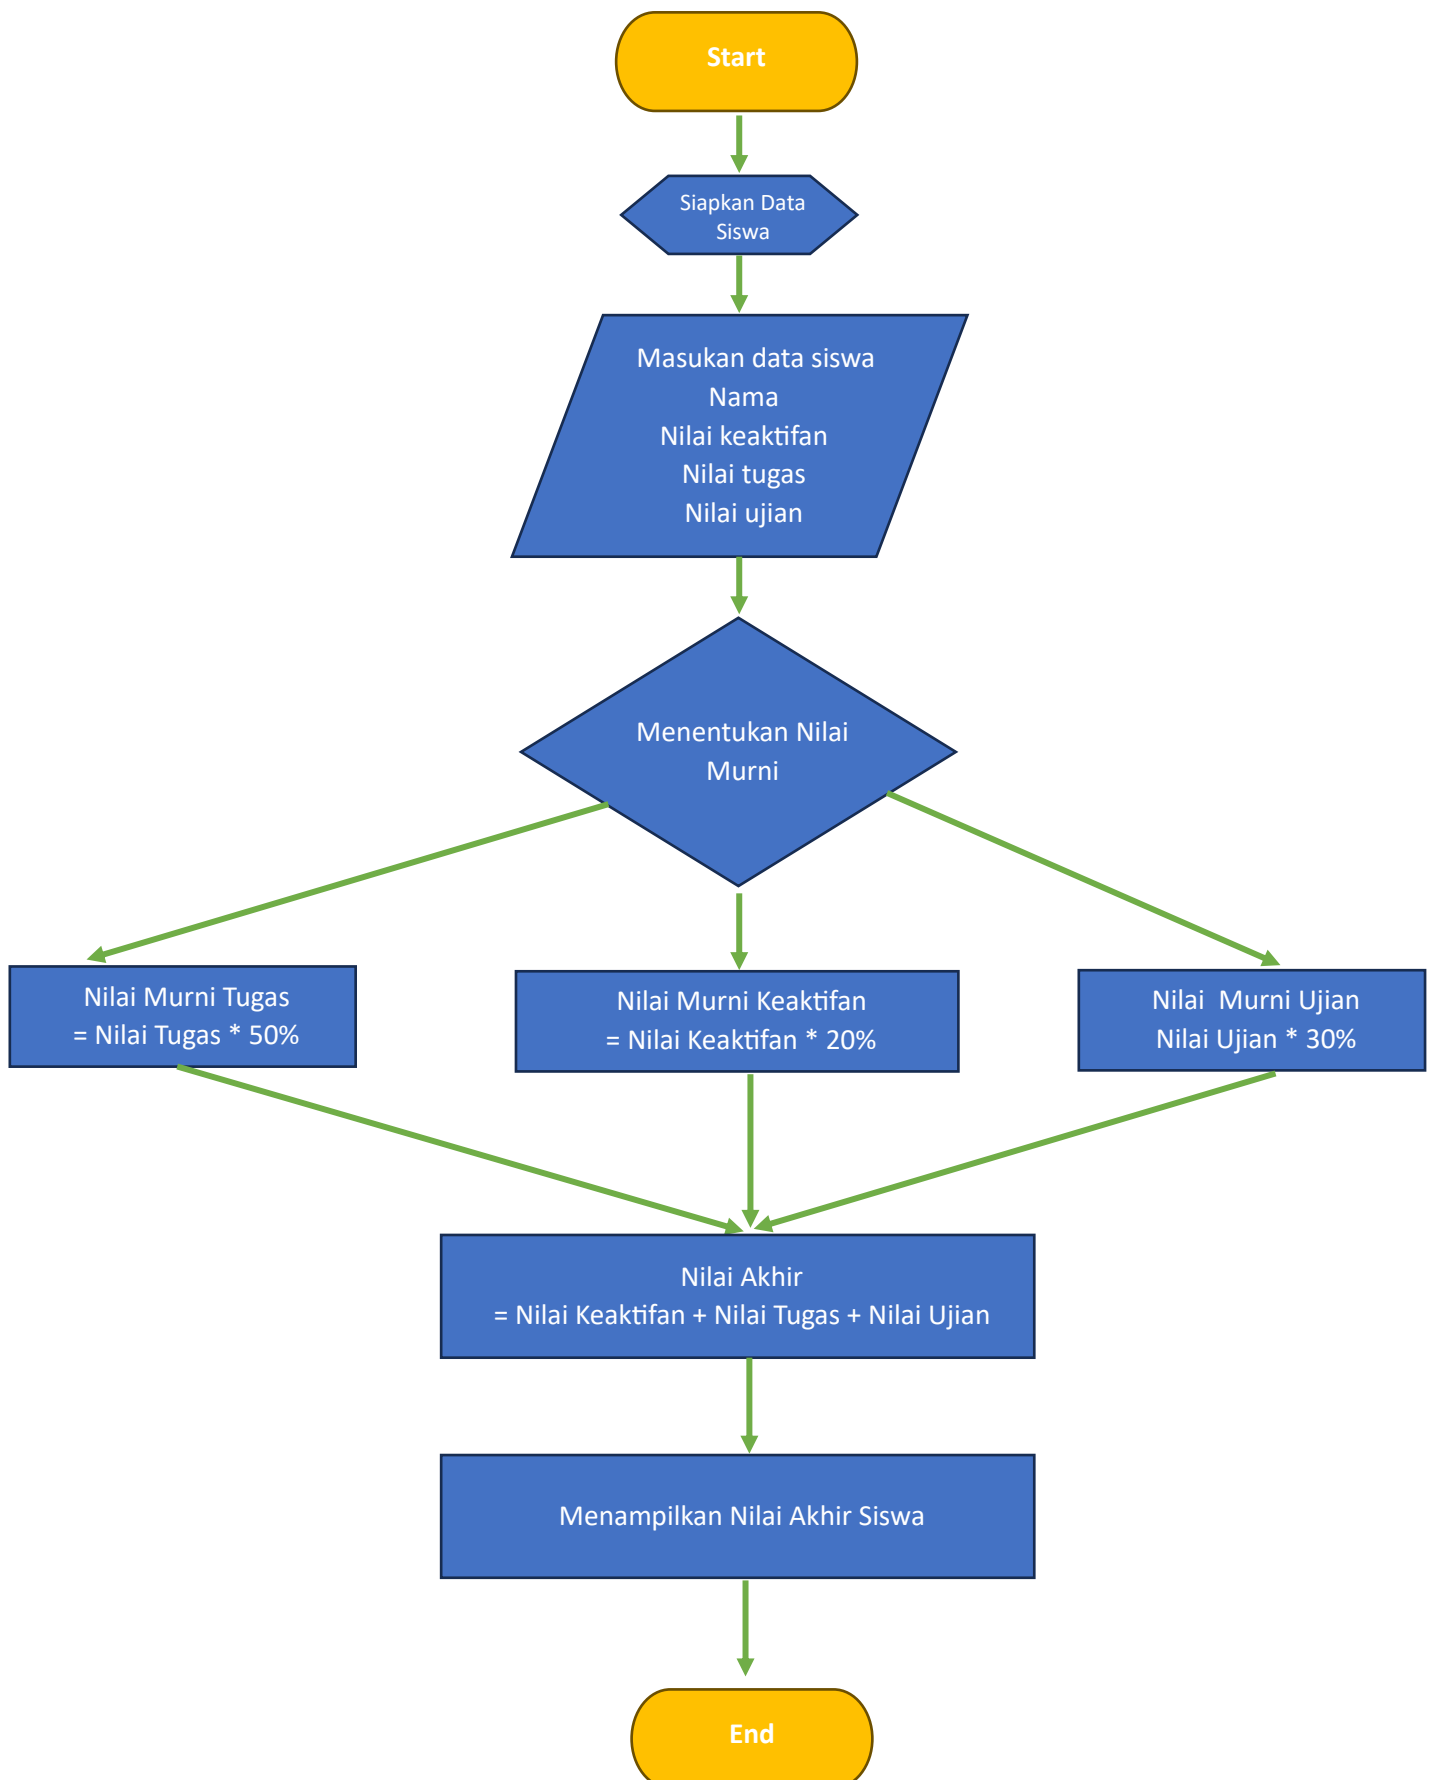 Start
Siapkan Data
Siswa
Masukan data siswa
Nama
Nilai keaktifan
Nilai tugas
Nilai ujian
Menentukan Nilai
Murni
Nilai Murni Tugas
= Nilai Tugas * 50%
Nilai Murni Keaktifan
= Nilai Keaktifan * 20%
Nilai  Murni Ujian
Nilai Ujian * 30%
Nilai Akhir
= Nilai Keaktifan + Nilai Tugas + Nilai Ujian
Menampilkan Nilai Akhir Siswa
End